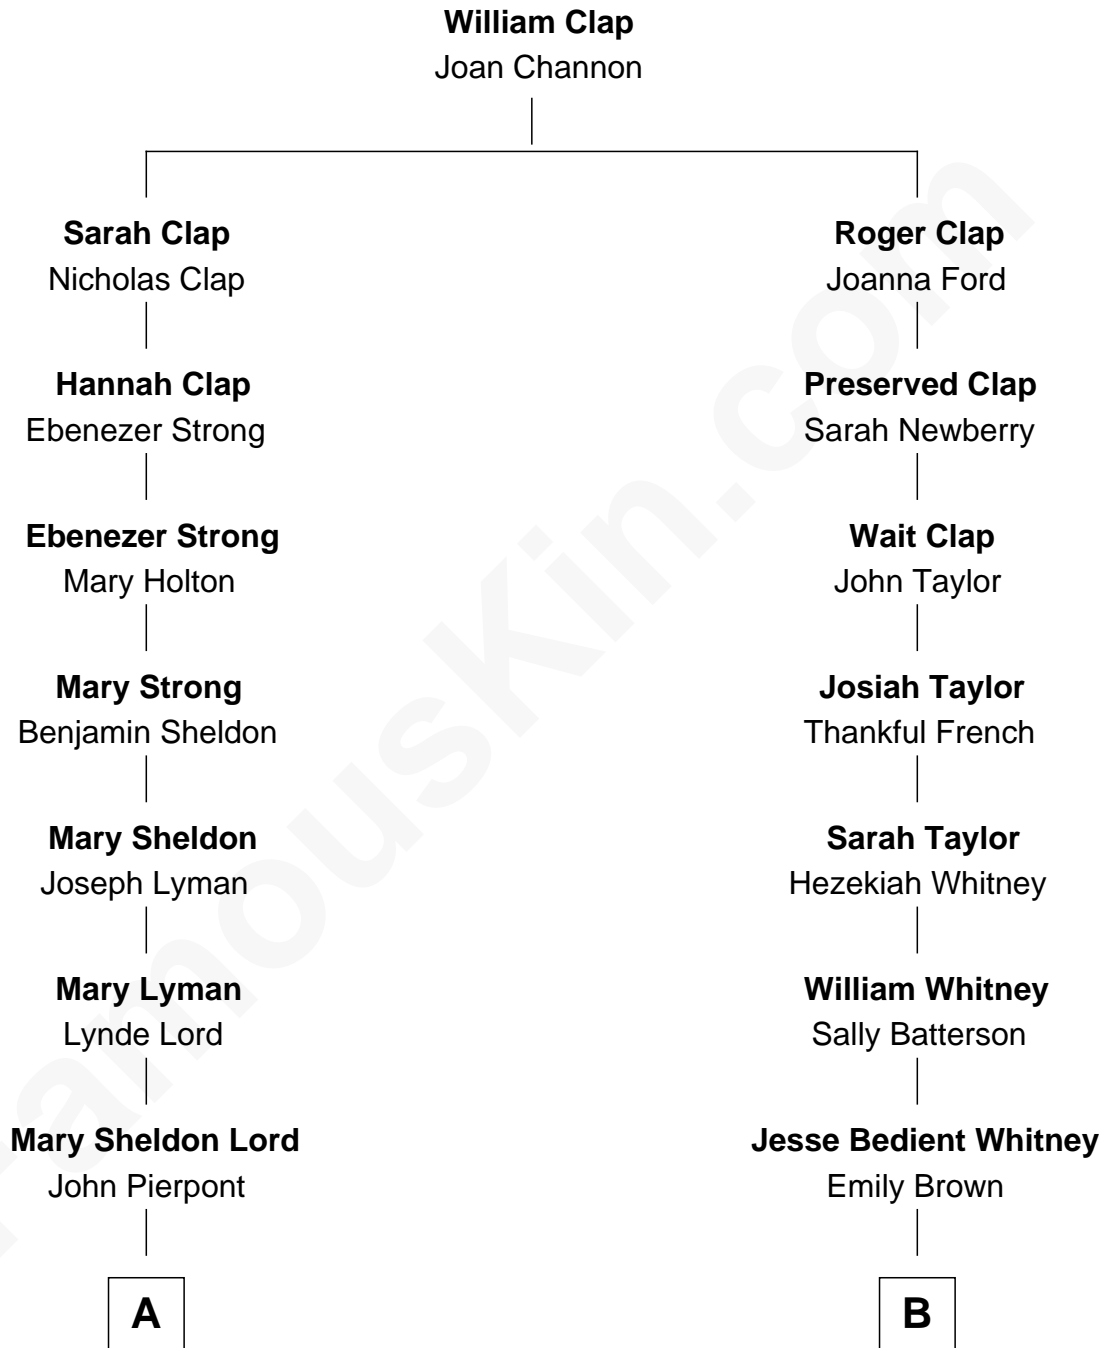 William Clap
Joan Channon
Sarah Clap
Nicholas Clap
Roger Clap
Joanna Ford
Hannah Clap
Ebenezer Strong
Preserved Clap
Sarah Newberry
Ebenezer Strong
Mary Holton
Wait Clap
John Taylor
Mary Strong
Benjamin Sheldon
Josiah Taylor
Thankful French
Mary Sheldon
Joseph Lyman
Sarah Taylor
Hezekiah Whitney
Mary Lyman
Lynde Lord
William Whitney
Sally Batterson
Mary Sheldon Lord
John Pierpont
Jesse Bedient Whitney
Emily Brown
A
B
FamousKin.com